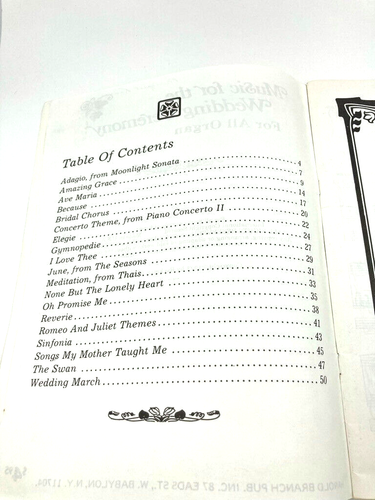 Music for the
Wedding
Ceremony
For All Organ
Table Of Contents
Adagio, from Moonlight Sonata ........ 4
Amazing Grace ........ 7
Ave Maria ........ 9
Because ........ 14
Bridal Chorus ........ 17
Concerto Theme, from Piano Concerto II ........ 20
Elegie ........ 22
Gymnopedie ........ 24
I Love Thee ........ 27
June, from The Seasons ........ 29
Meditation, from Thais ........ 31
None But The Lonely Heart ........ 33
Oh Promise Me ........ 35
Reverie ........ 38
Romeo And Juliet Themes ........ 41
Sinfonia ........ 43
Songs My Mother Taught Me ........ 45
The Swan ........ 47
Wedding March ........ 50
BRANCH PUB. INC. 87 EADS ST., W. BABYLON, N.Y. 11704